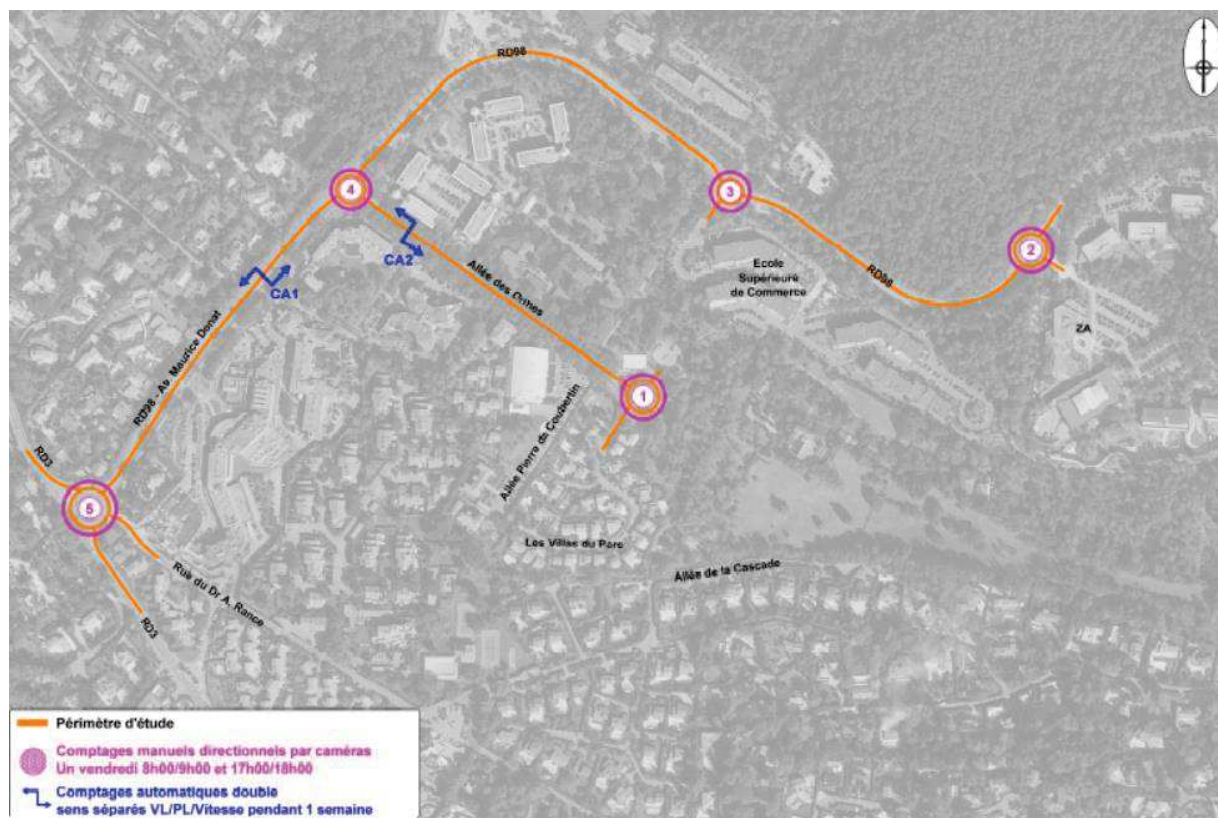 RD98
4
3
CA2
2
Ecole
Supérieure
de Commerce
CA1
Allée des Ormes
RD98
RD98 - Av. Maurice Donat
ZA
1
Allée Pierre de Coubertin
RD3
5
Les Villas du Parc
Allée de la Cascade
Rue du Dr A. Rance
RD3
Périmètre d'étude
Comptages manuels directionnels par caméras
Un vendredi 8h00/9h00 et 17h00/18h00
Comptages automatiques double
sens séparés VL/PL/Vitesse pendant 1 semaine